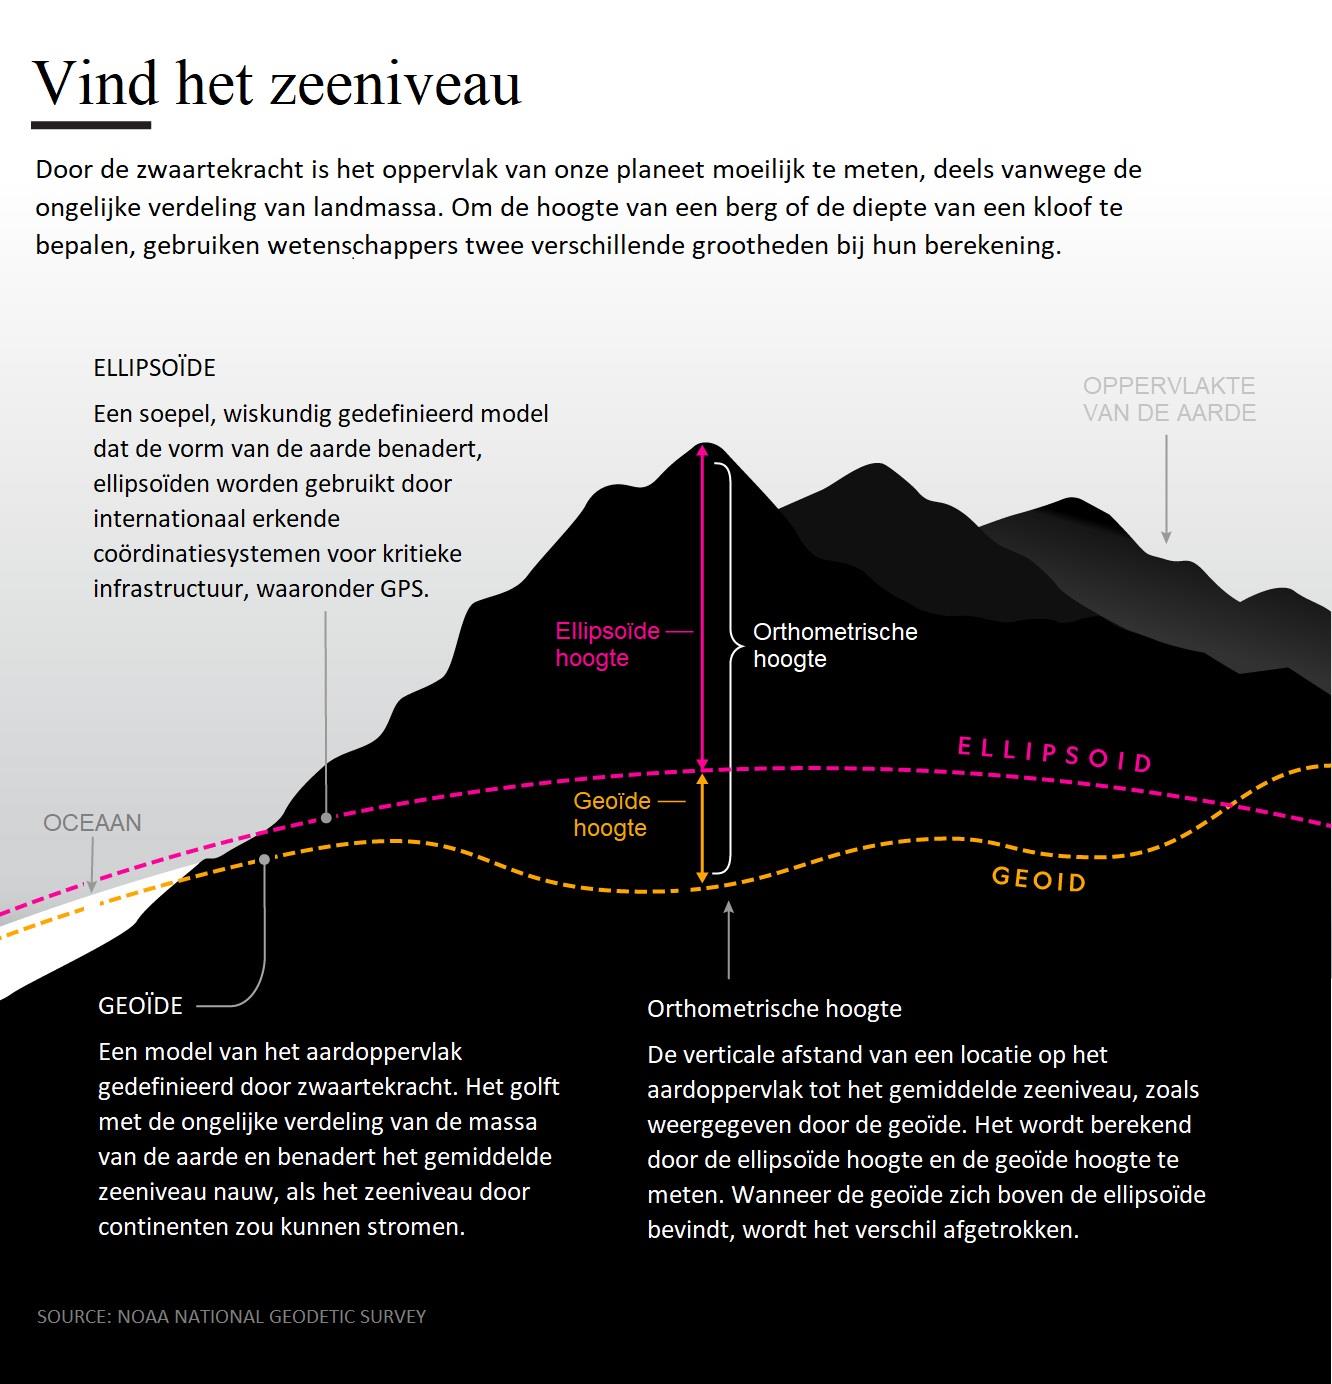 Vind het zeeniveau
Door de zwaartekracht is het oppervlak van onze planeet moeilijk te meten, deels vanwege de
ongelijke verdeling van landmassa. Om de hoogte van een berg of de diepte van een kloof te
bepalen, gebruiken wetenschappers twee verschillende grootheden bij hun berekening.
ELLIPSOÏDE
Een soepel, wiskundig gedefinieerd model
dat de vorm van de aarde benadert,
ellipsoïden worden gebruikt door
internationaal erkende
coördinatiesystemen voor kritieke
infrastructuur, waaronder GPS.
OPPERVLAKTE
VAN DE AARDE
Ellipsoïde
hoogte
Orthometrische
hoogte
ELLIPSOID
Geoïde
hoogte
OCEAAN
GEOID
GEOÏDE
Een model van het aardoppervlak
gedefinieerd door zwaartekracht. Het golft
met de ongelijke verdeling van de massa
van de aarde en benadert het gemiddelde
zeeniveau nauw, als het zeeniveau door
continenten zou kunnen stromen.
Orthometrische hoogte
De verticale afstand van een locatie op het
aardoppervlak tot het gemiddelde zeeniveau, zoals
weergegeven door de geoïde. Het wordt berekend
door de ellipsoïde hoogte en de geoïde hoogte te
meten. Wanneer de geoïde zich boven de ellipsoïde
bevindt, wordt het verschil afgetrokken.
SOURCE: NOAA NATIONAL GEODETIC SURVEY